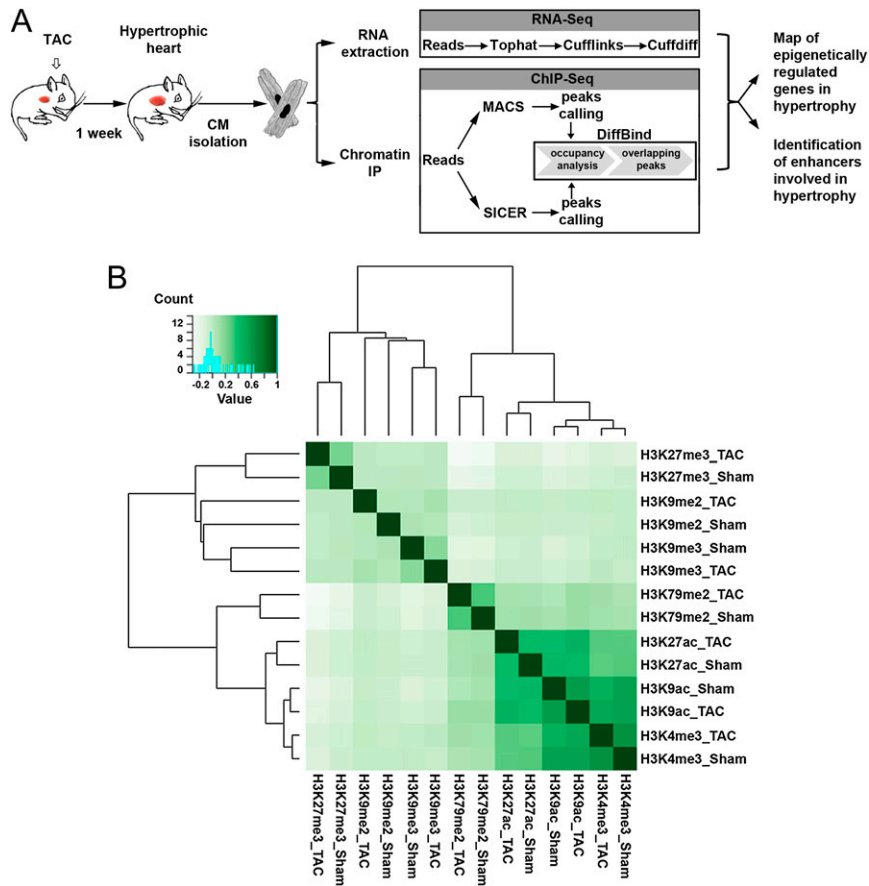 A
TAC
Hypertrophic
heart
1 week
CM
isolation
RNA
extraction
Chromatin
IP
RNA-Seq
Reads Tophat Cufflinks Cuffdiff
ChIP-Seq
MACS
peaks
calling
DiffBind
Reads
occupancy
analysis
overlapping
peaks
SICER
peaks
calling
Map of
epigenetically
regulated
genes in
hypertrophy
Identification
of enhancers
involved in
hypertrophy
B
Count
12
8
4
0
-0.2 0.2 0.6 1
Value
H3K27me3_TAC
H3K27me3_Sham
H3K9me2_TAC
H3K9me2_Sham
H3K9me3_Sham
H3K9me3_TAC
H3K79me2_TAC
H3K79me2_Sham
H3K27ac_TAC
H3K27ac_Sham
H3K9ac_Sham
H3K9ac_TAC
H3K4me3_TAC
H3K4me3_Sham
H3K27me3_TAC
H3K27me3_Sham
H3K9me2_TAC
H3K9me2_Sham
H3K9me3_Sham
H3K9me3_TAC
H3K79me2_TAC
H3K79me2_Sham
H3K27ac_TAC
H3K27ac_Sham
H3K9ac_Sham
H3K9ac_TAC
H3K4me3_TAC
H3K4me3_Sham